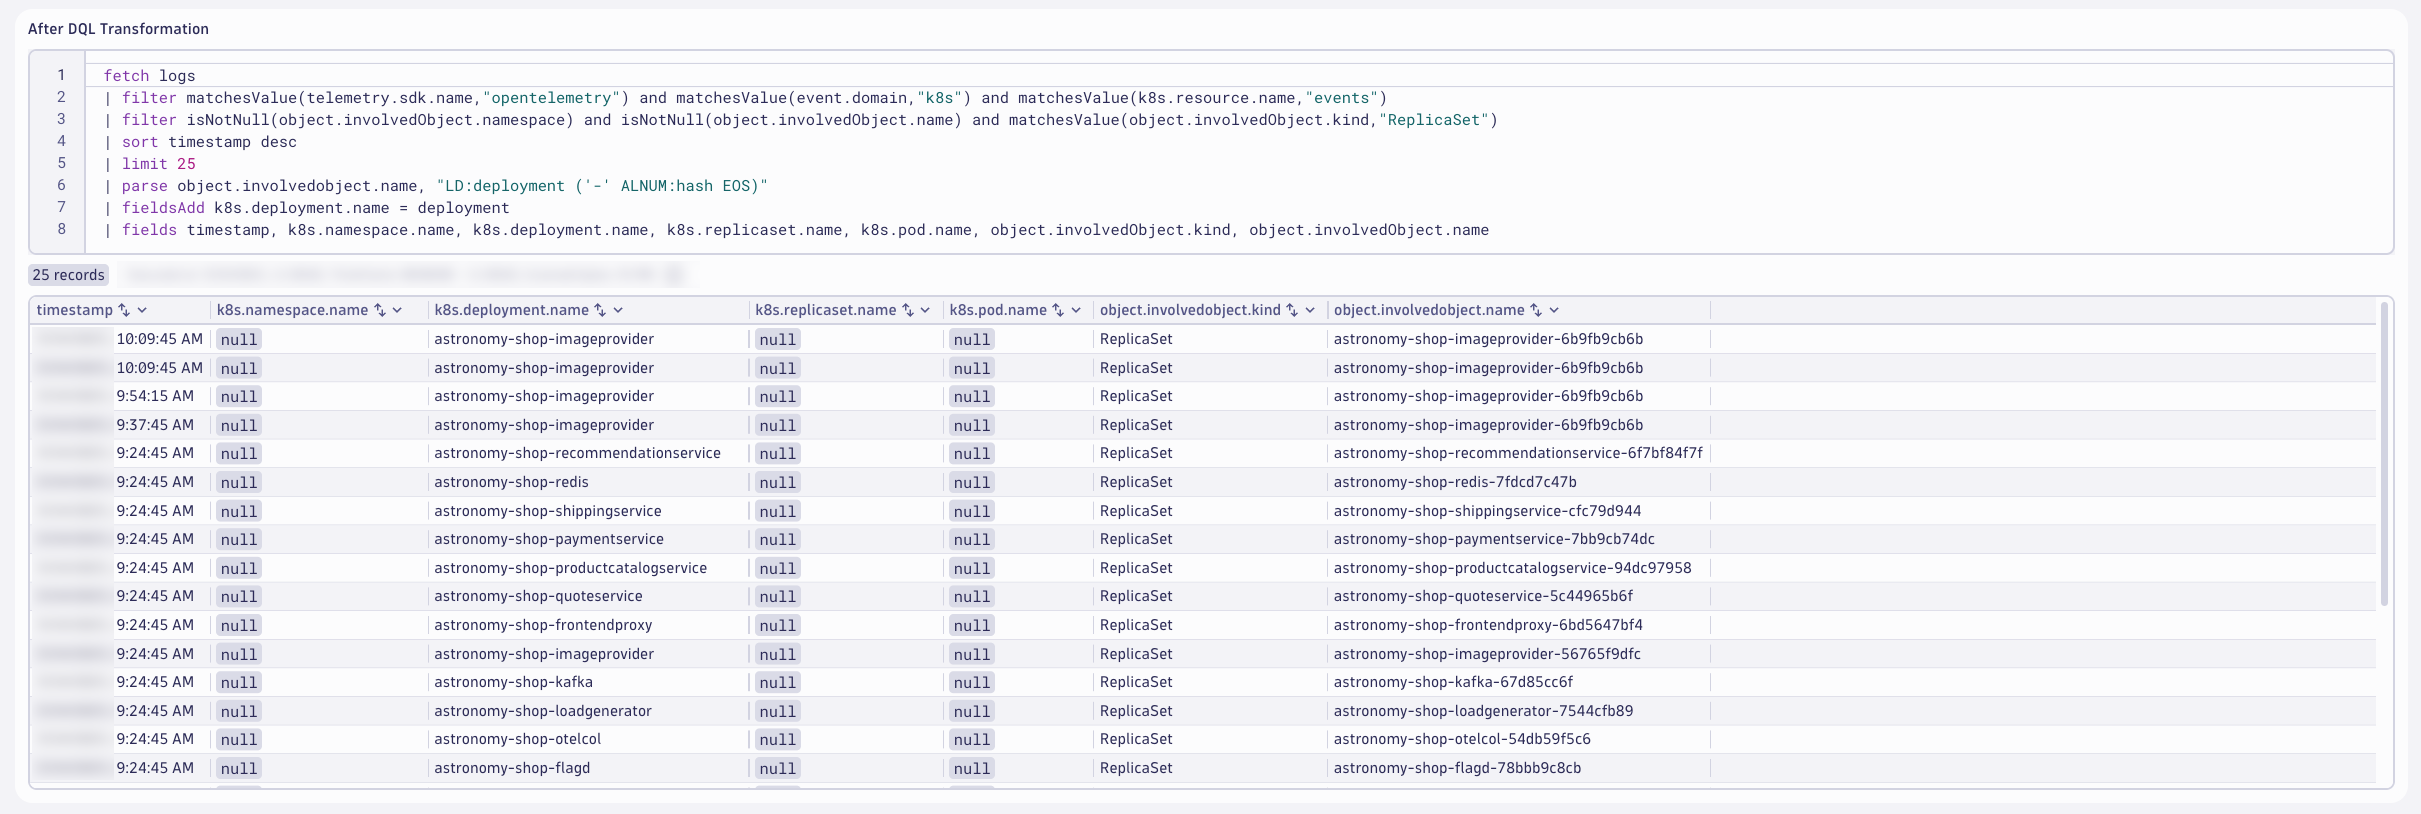 After DQL Transformation
1 fetch logs
2 | filter matchesValue(telemetry.sdk.name,"opentelemetry") and matchesValue(event.domain,"k8s") and matchesValue(k8s.resource.name,"events")
3 | filter isNotNull(object.involvedObject.namespace) and isNotNull(object.involvedObject.name) and matchesValue(object.involvedObject.kind,"ReplicaSet")
4 | sort timestamp desc
5 | limit 25
6 | parse object.involvedobject.name, "LD:deployment ('-' ALNUM:hash EOS)"
7 | fieldsAdd k8s.deployment.name = deployment
8 | fields timestamp, k8s.namespace.name, k8s.deployment.name, k8s.replicaset.name, k8s.pod.name, object.involvedObject.kind, object.involvedObject.name
25 records
timestamp k8s.namespace.name k8s.deployment.name k8s.replicaset.name k8s.pod.name object.involvedobject.kind object.involvedobject.name
10:09:45 AM null astronomy-shop-imageprovider null null ReplicaSet astronomy-shop-imageprovider-6b9fb9cb6b
10:09:45 AM null astronomy-shop-imageprovider null null ReplicaSet astronomy-shop-imageprovider-6b9fb9cb6b
9:54:15 AM null astronomy-shop-imageprovider null null ReplicaSet astronomy-shop-imageprovider-6b9fb9cb6b
9:37:45 AM null astronomy-shop-imageprovider null null ReplicaSet astronomy-shop-imageprovider-6b9fb9cb6b
9:24:45 AM null astronomy-shop-recommendationservice null null ReplicaSet astronomy-shop-recommendationservice-6f7bf84f7f
9:24:45 AM null astronomy-shop-redis null null ReplicaSet astronomy-shop-redis-7fdcd7c47b
9:24:45 AM null astronomy-shop-shippingservice null null ReplicaSet astronomy-shop-shippingservice-cfc79d944
9:24:45 AM null astronomy-shop-paymentservice null null ReplicaSet astronomy-shop-paymentservice-7bb9cb74dc
9:24:45 AM null astronomy-shop-productcatalogservice null null ReplicaSet astronomy-shop-productcatalogservice-94dc97958
9:24:45 AM null astronomy-shop-quoteservice null null ReplicaSet astronomy-shop-quoteservice-5c44965b6f
9:24:45 AM null astronomy-shop-frontendproxy null null ReplicaSet astronomy-shop-frontendproxy-6bd5647bf4
9:24:45 AM null astronomy-shop-imageprovider null null ReplicaSet astronomy-shop-imageprovider-56765f9dfc
9:24:45 AM null astronomy-shop-kafka null null ReplicaSet astronomy-shop-kafka-67d85cc6f
9:24:45 AM null astronomy-shop-loadgenerator null null ReplicaSet astronomy-shop-loadgenerator-7544cfb89
9:24:45 AM null astronomy-shop-otelcol null null ReplicaSet astronomy-shop-otelcol-54db59f5c6
9:24:45 AM null astronomy-shop-flagd null null ReplicaSet astronomy-shop-flagd-78bbb9c8cb